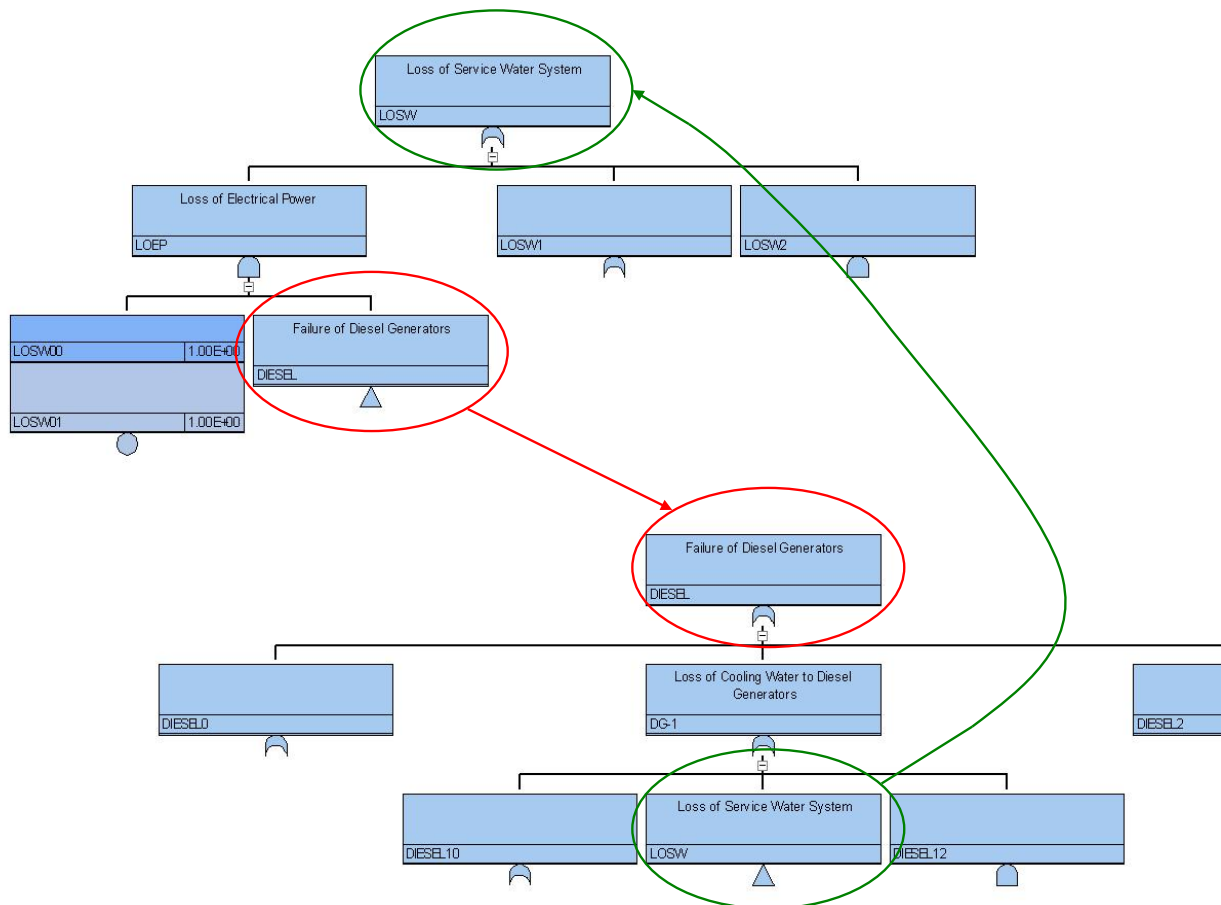 Loss of Service Water System
LOSW
Loss of Electrical Power
LOEP
LOSW1
LOSW2
LOSW00 1.00E+00
LOSW01 1.00E+00
Failure of Diesel Generators
DIESEL
Failure of Diesel Generators
DIESEL
DIESEL0
Loss of Cooling Water to Diesel
Generators
DG-1
DIESEL2
DIESEL10
Loss of Service Water System
LOSW
DIESEL12